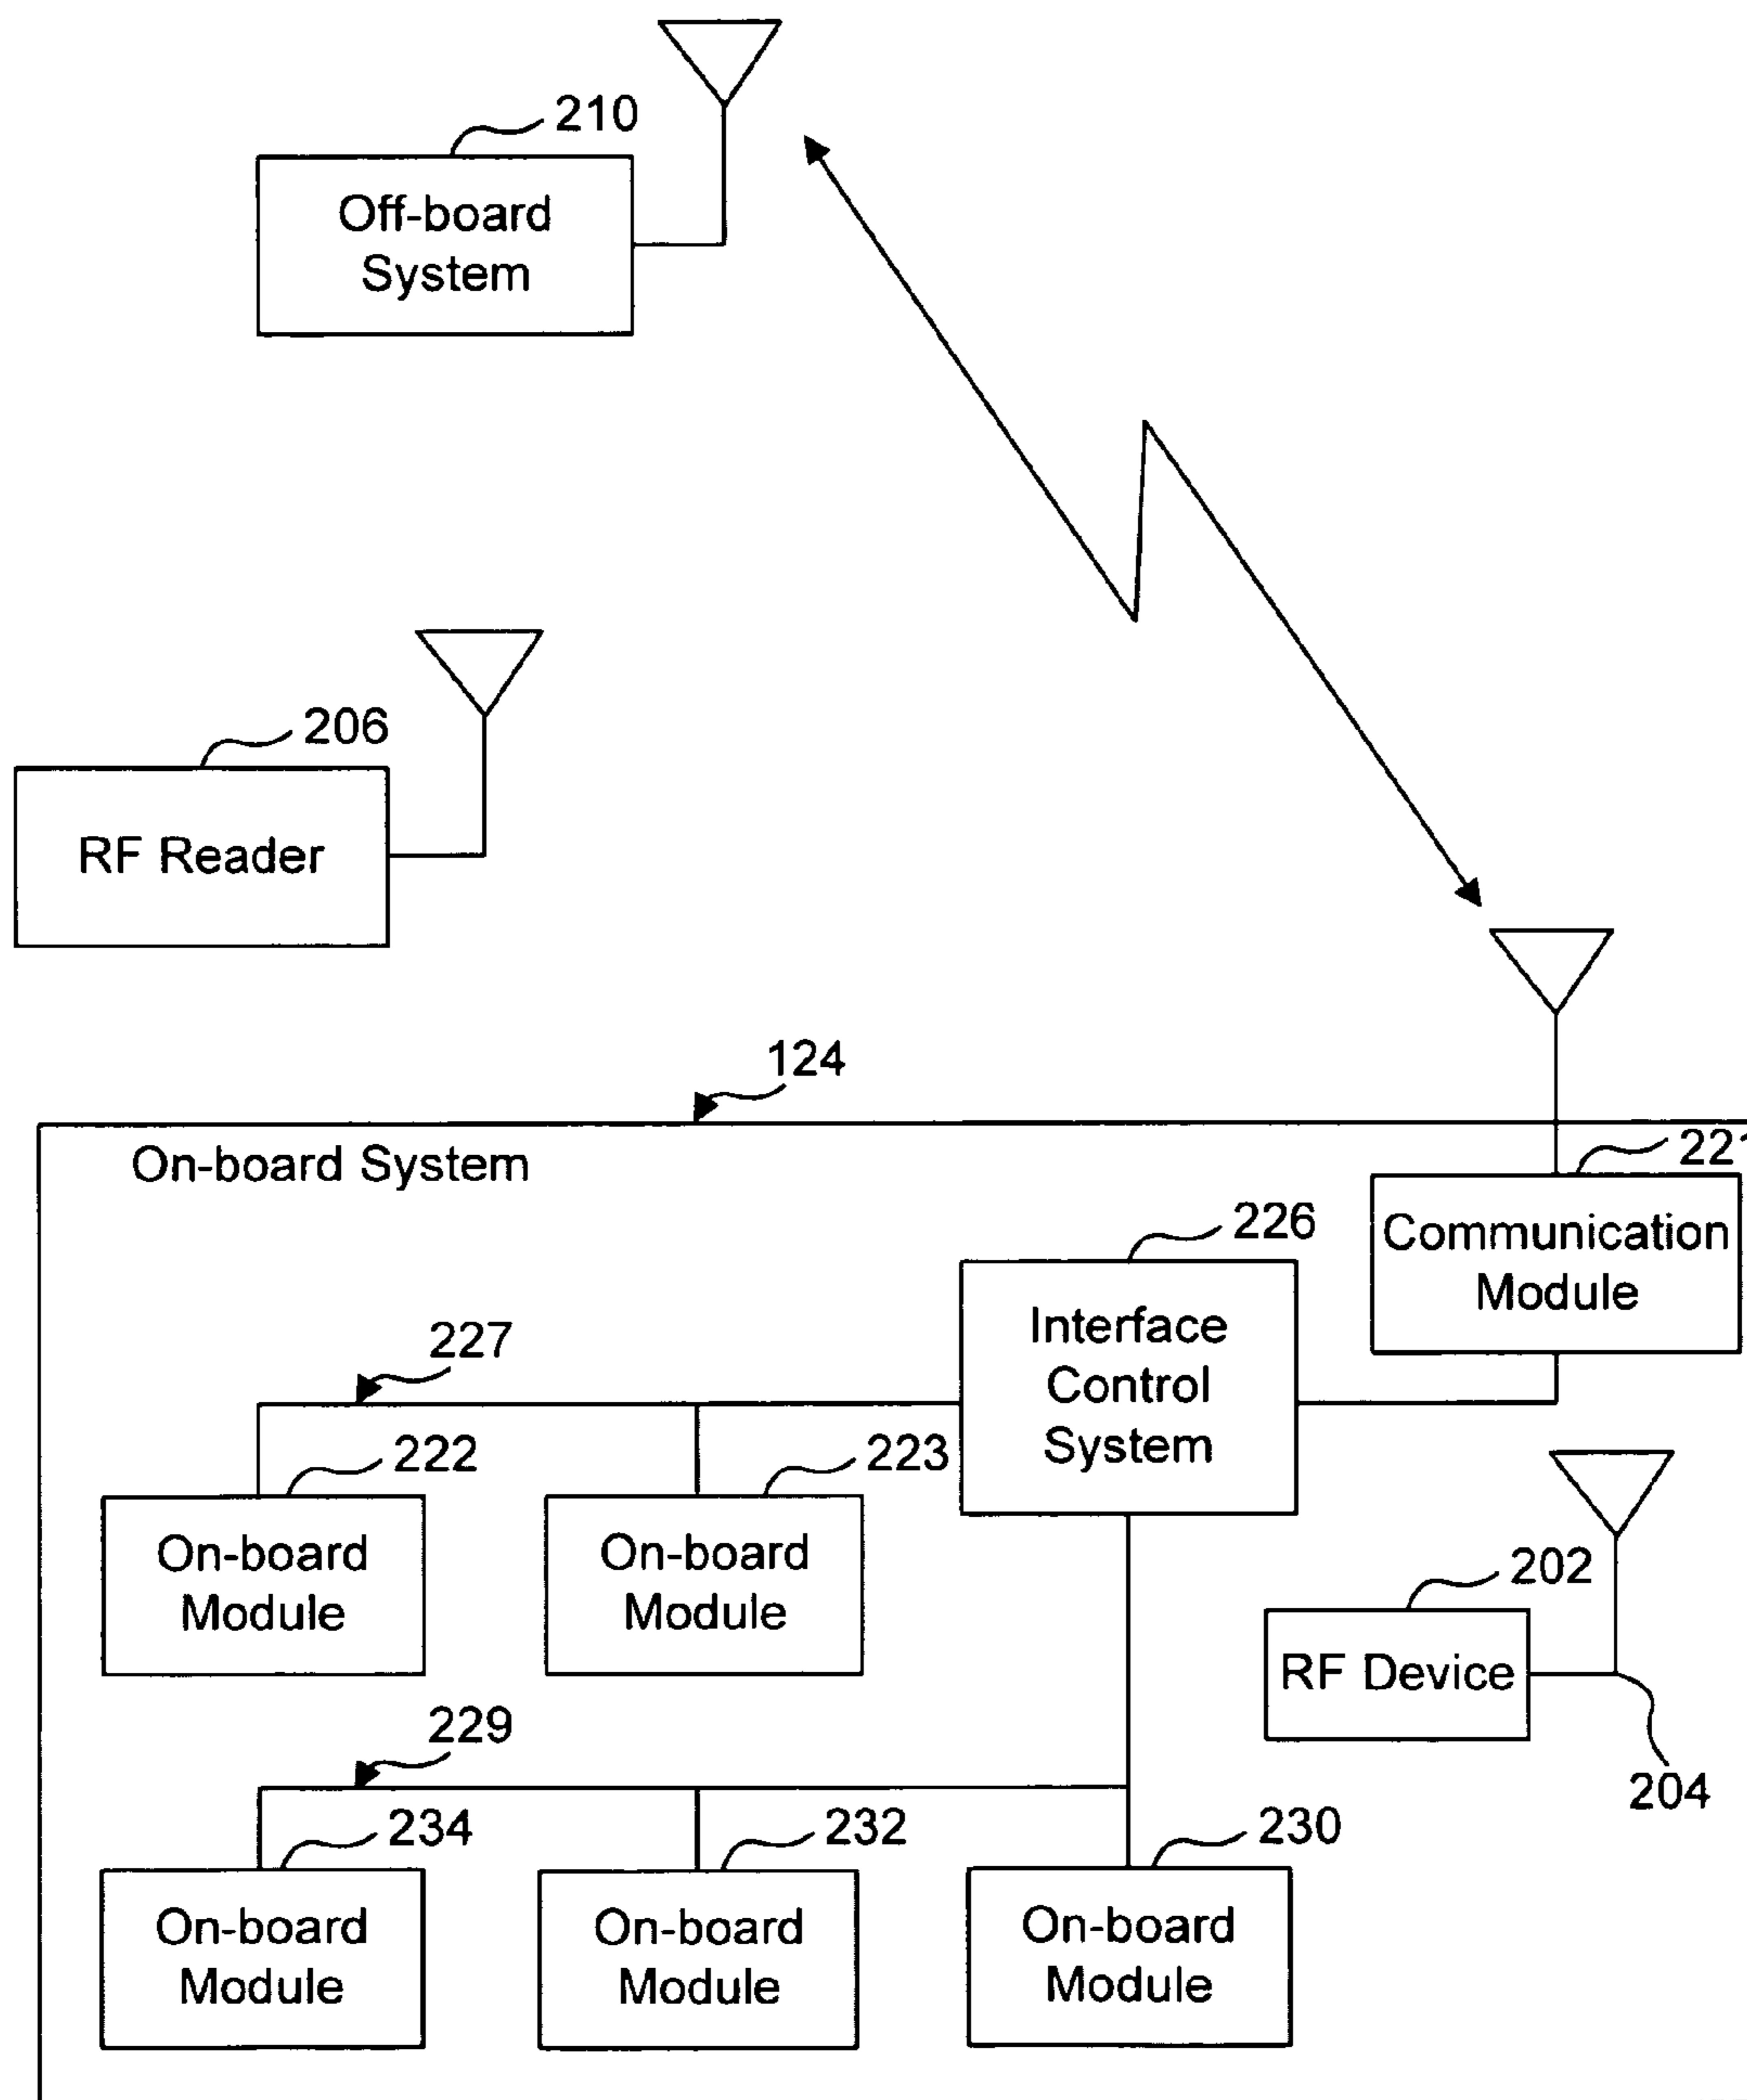 210
Off-board
System
206
RF Reader
124
On-board System
221
Communication
Module
226
Interface
Control
System
227
222
On-board
Module
223
On-board
Module
202
RF Device
204
229
234
On-board
Module
232
On-board
Module
230
On-board
Module